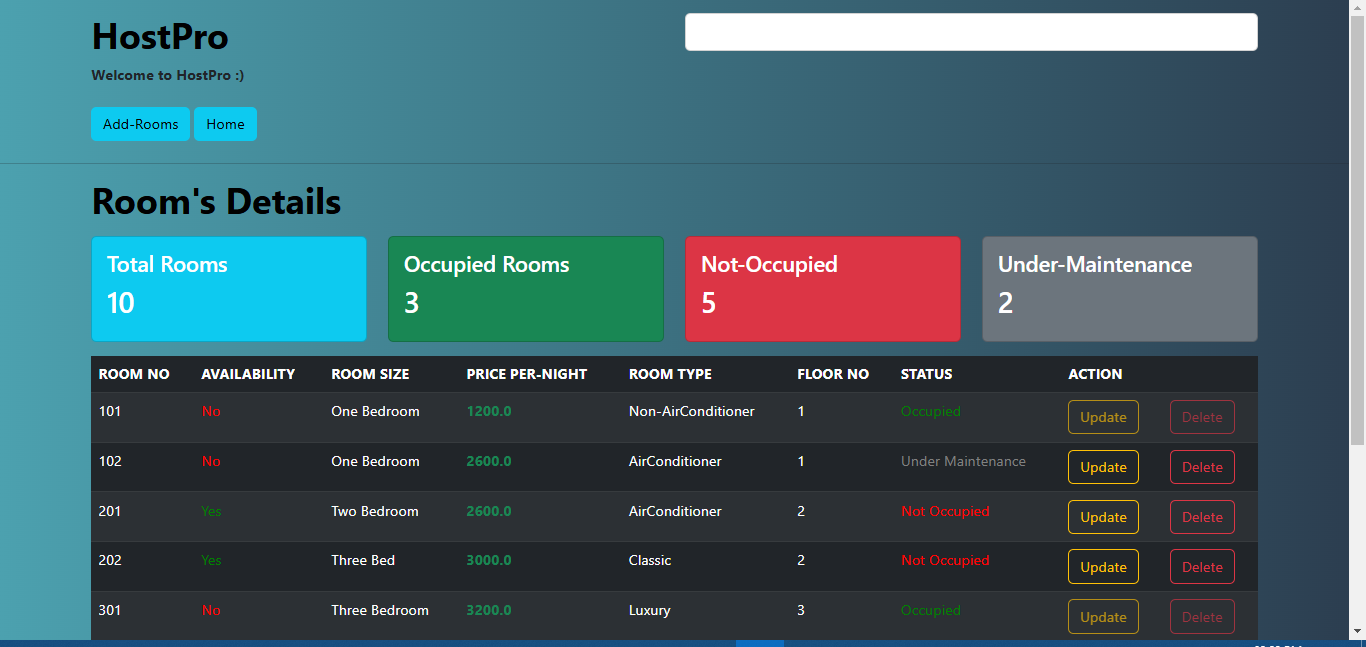 HostPro
Welcome to HostPro :)
Add-Rooms Home
Room's Details
Total Rooms Occupied Rooms Not-Occupied Under-Maintenance
10 3 5 2
ROOM NO AVAILABILITY ROOM SIZE PRICE PER-NIGHT ROOM TYPE FLOOR NO STATUS ACTION
101 No One Bedroom 1200.0 Non-AirConditioner 1 Occupied Update Delete
102 No One Bedroom 2600.0 AirConditioner 1 Under Maintenance Update Delete
201 Yes Two Bedroom 2600.0 AirConditioner 2 Not Occupied Update Delete
202 Yes Three Bed 3000.0 Classic 2 Not Occupied Update Delete
301 No Three Bedroom 3200.0 Luxury 3 Occupied Update Delete